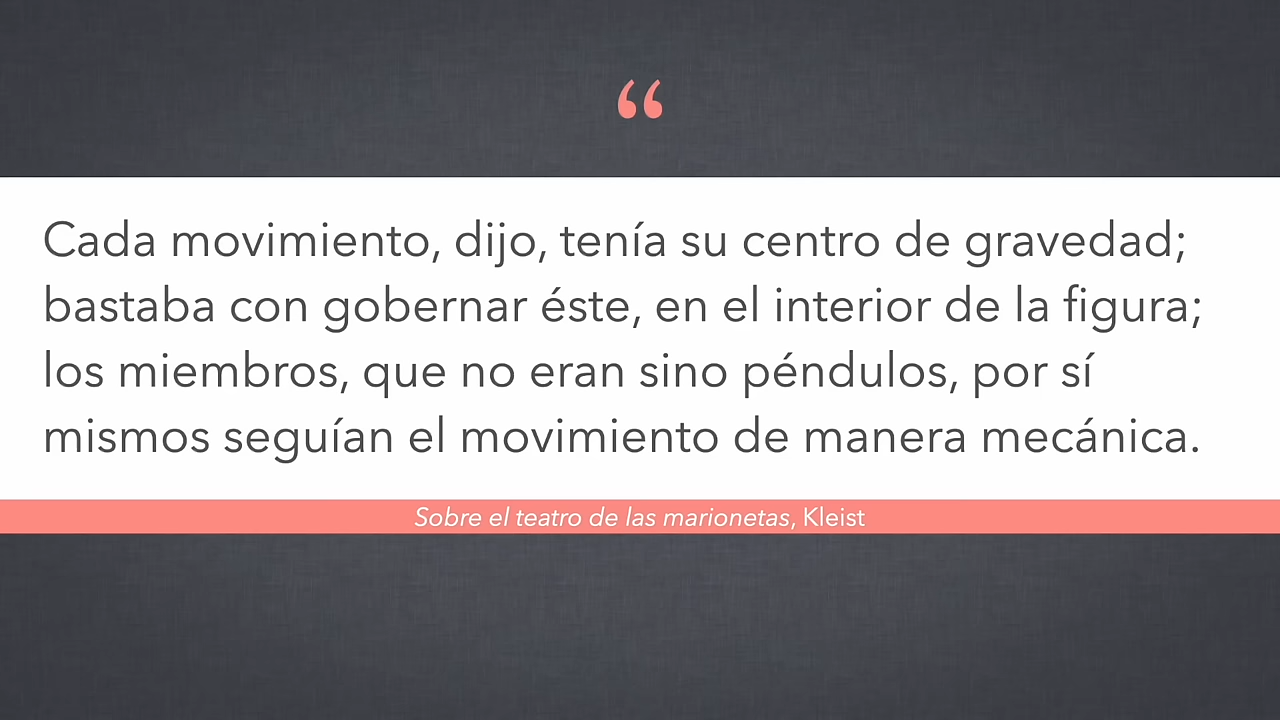 “
Cada movimiento, dijo, tenía su centro de gravedad;
bastaba con gobernar éste, en el interior de la figura;
los miembros, que no eran sino péndulos, por sí
mismos seguían el movimiento de manera mecánica.
Sobre el teatro de las marionetas, Kleist